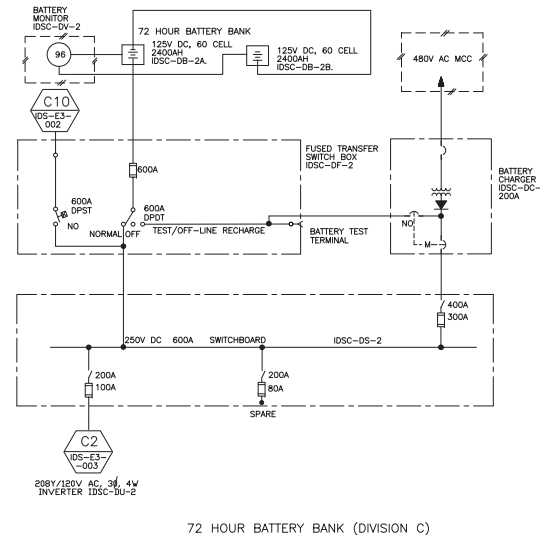 BATTERY
MONITOR
IDSC-DV-2
96
72 HOUR BATTERY BANK
125V DC, 60 CELL
2400AH
IDSC-DB-2A.
125V DC, 60 CELL
2400AH
IDSC-DB-2B.
480V AC MCC
C10
IDS-E3-
002
600A
FUSED TRANSFER
SWITCH BOX
IDSC-DF-2
BATTERY
CHARGER
IDSC-DC-
200A
600A
DPST
NO
600A
DPDT
NORMAL
OFF
TEST/OFF-LINE RECHARGE
BATTERY TEST
TERMINAL
NO
M
400A
300A
250V DC 600A SWITCHBOARD IDSC-DS-2
200A
100A
200A
80A
SPARE
C2
IDS-E3-
-003
208Y/120V AC, 3Ø, 4W
INVERTER IDSC-DU-2
72 HOUR BATTERY BANK (DIVISION C)